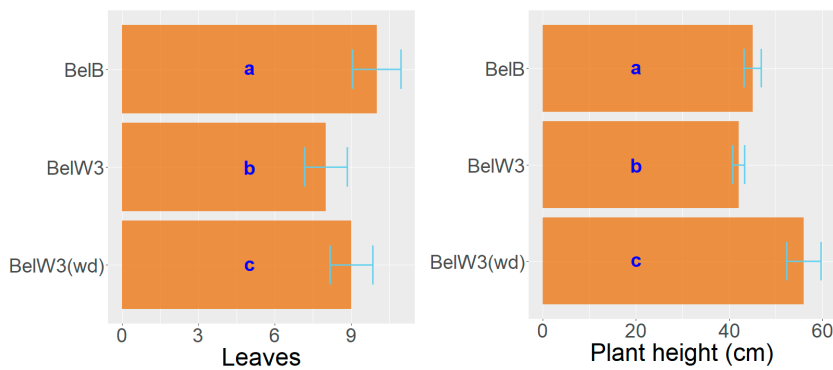 BelB
a
BelW3
b
BelW3(wd)
c
0 3 6 9
Leaves
BelB
a
BelW3
b
BelW3(wd)
c
0 20 40 60
Plant height (cm)